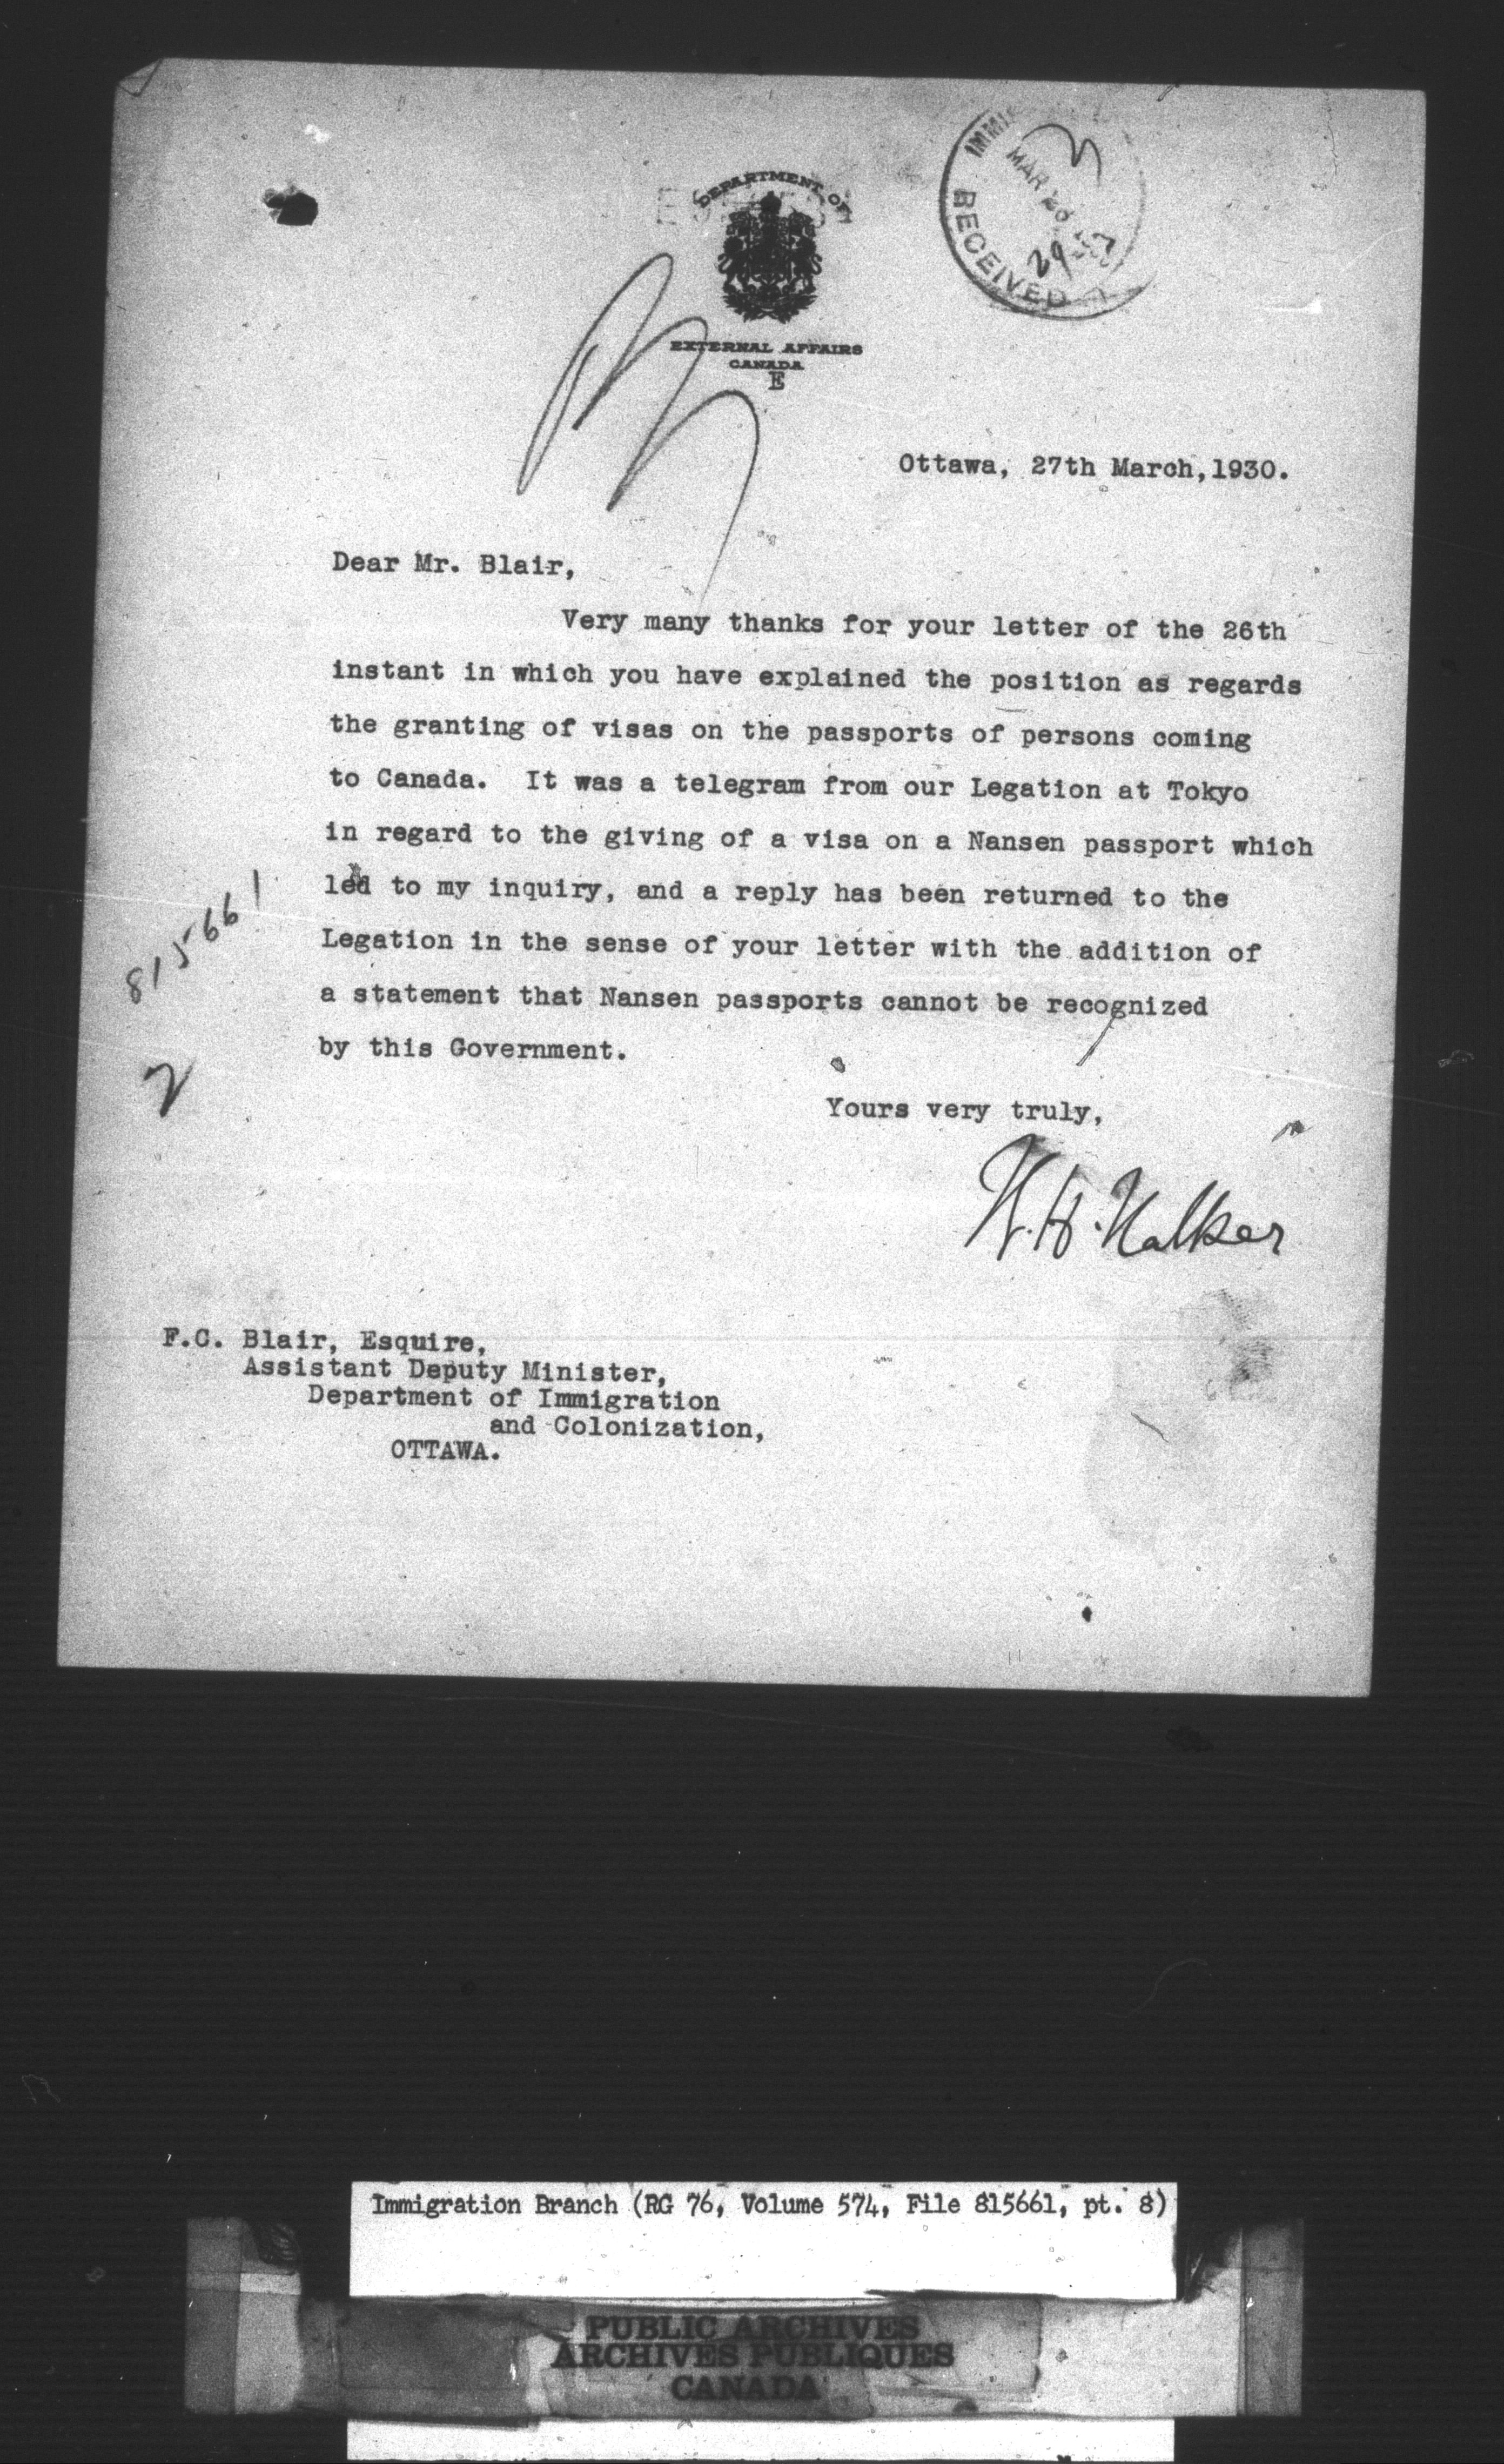 DEPARTMENT OF
EXTERNAL AFFAIRS
CANADA
E
IMMI
MAR
RECEIVED
Ottawa, 27th March,1930.
Dear Mr. Blair,
Very many thanks for your letter of the 26th
instant in which you have explained the position as regards
the granting of visas on the passports of persons coming
to Canada. It was a telegram from our Legation at Tokyo
in regard to the giving of a visa on a Nansen passport which
led to my inquiry, and a reply has been returned to the
Legation in the sense of your letter with the addition of
a statement that Nansen passports cannot be recognized
by this Government.
815661
2
Yours very truly,
W.H.Walker
F.C. Blair, Esquire,
Assistant Deputy Minister,
Department of Immigration
and Colonization,
OTTAWA.
Immigration Branch (RG 76, Volume 574, File 815661, pt. 8)
PUBLIC ARCHIVES
ARCHIVES PUBLIQUES
CANADA